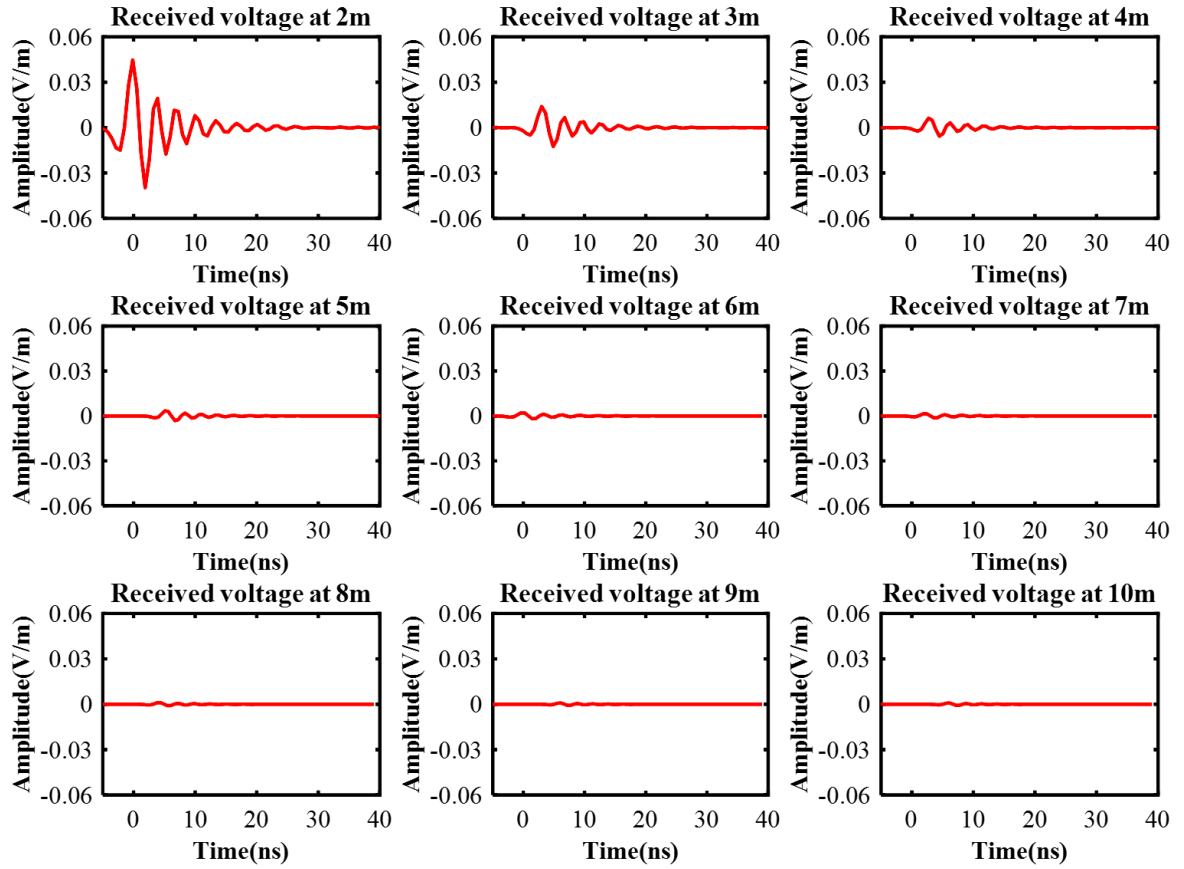 Received voltage at 2m
Amplitude(V/m)
0.06
0.03
0
-0.03
-0.06
0 10 20 30 40
Time(ns)
Received voltage at 3m
Amplitude(V/m)
0.06
0.03
0
-0.03
-0.06
0 10 20 30 40
Time(ns)
Received voltage at 4m
Amplitude(V/m)
0.06
0.03
0
-0.03
-0.06
0 10 20 30 40
Time(ns)
Received voltage at 5m
Amplitude(V/m)
0.06
0.03
0
-0.03
-0.06
0 10 20 30 40
Time(ns)
Received voltage at 6m
Amplitude(V/m)
0.06
0.03
0
-0.03
-0.06
0 10 20 30 40
Time(ns)
Received voltage at 7m
Amplitude(V/m)
0.06
0.03
0
-0.03
-0.06
0 10 20 30 40
Time(ns)
Received voltage at 8m
Amplitude(V/m)
0.06
0.03
0
-0.03
-0.06
0 10 20 30 40
Time(ns)
Received voltage at 9m
Amplitude(V/m)
0.06
0.03
0
-0.03
-0.06
0 10 20 30 40
Time(ns)
Received voltage at 10m
Amplitude(V/m)
0.06
0.03
0
-0.03
-0.06
0 10 20 30 40
Time(ns)